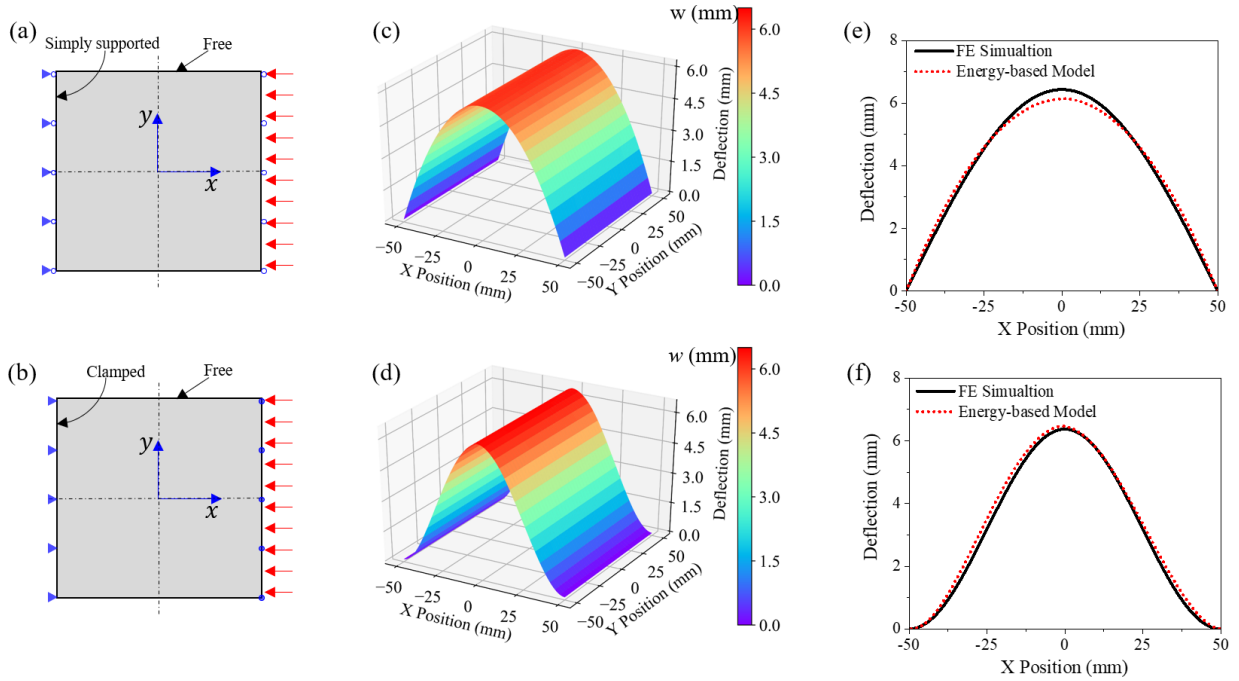 (a)
Simply supported
Free
y
x
(c)
w (mm)
6.0
4.5
3.0
1.5
0.0
Deflection (mm)
6.0
4.5
3.0
1.5
0.0
−50
−25
0
25
50
X Position (mm)
−50
−25
0
25
50
Y Position (mm)
(e)
FE Simualtion
Energy-based Model
8
6
4
2
0
Deflection (mm)
-50
-25
0
25
50
X Position (mm)
(b)
Clamped
Free
y
x
(d)
w (mm)
6.0
4.5
3.0
1.5
0.0
Deflection (mm)
6.0
4.5
3.0
1.5
0.0
−50
−25
0
25
50
X Position (mm)
−50
−25
0
25
50
Y Position (mm)
(f)
FE Simualtion
Energy-based Model
8
6
4
2
0
Deflection (mm)
-50
-25
0
25
50
X Position (mm)